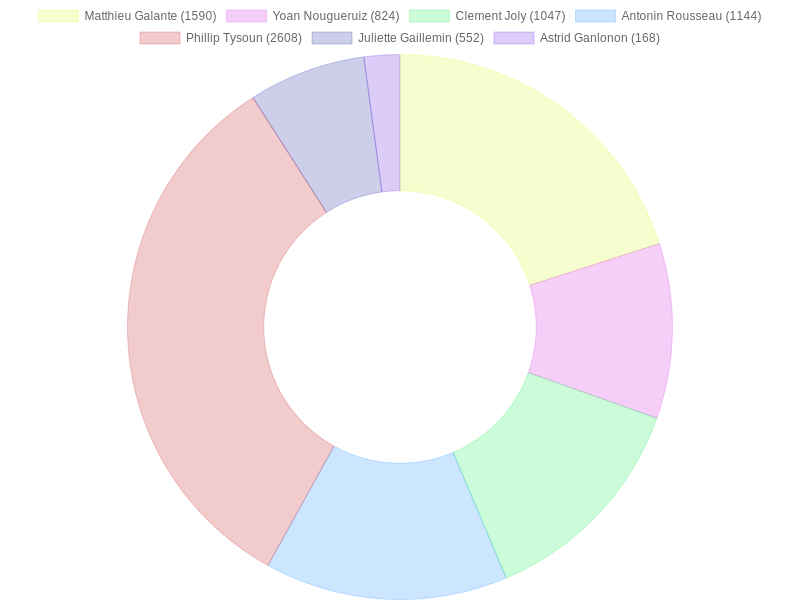 Matthieu Galante (1590) Yoan Nougueruiz (824) Clement Joly (1047) Antonin Rousseau (1144)
Phillip Tysoun (2608) Juliette Gaillemin (552) Astrid Ganlonon (168)